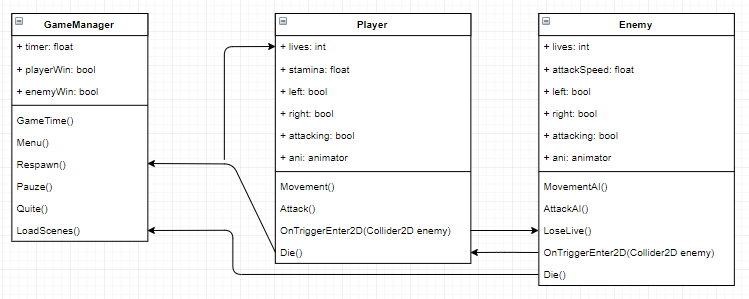 GameManager
+ timer: float
+ playerWin: bool
+ enemyWin: bool
GameTime()
Menu()
Respawn()
Pauze()
Quite()
LoadScenes()
Player
+ lives: int
+ stamina: float
+ left: bool
+ right: bool
+ attacking: bool
+ ani: animator
Movement()
Attack()
OnTriggerEnter2D(Collider2D enemy)
Die()
Enemy
+ lives: int
+ attackSpeed: float
+ left: bool
+ right: bool
+ attacking: bool
+ ani: animator
MovementAI()
AttackAI()
LoseLive()
OnTriggerEnter2D(Collider2D enemy)
Die()